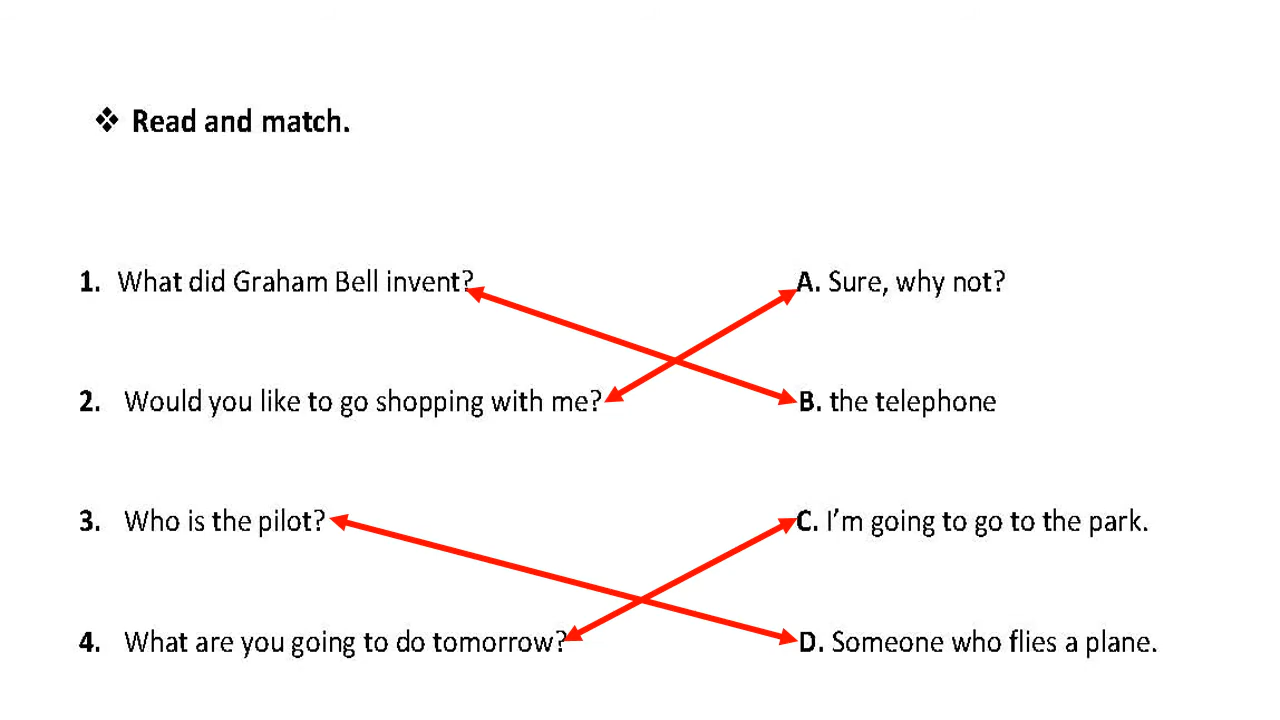 ❖ Read and match.
1. What did Graham Bell invent? A. Sure, why not?
2. Would you like to go shopping with me? B. the telephone
3. Who is the pilot? C. I’m going to go to the park.
4. What are you going to do tomorrow? D. Someone who flies a plane.